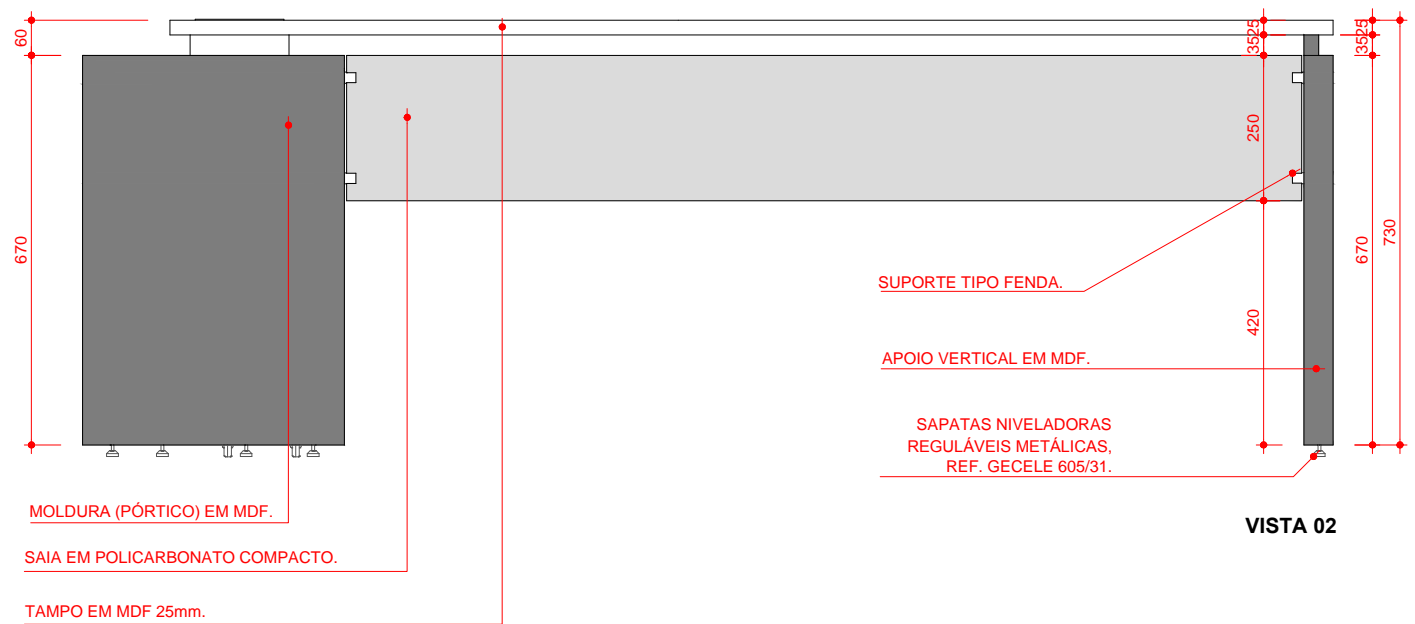 60
3525
3525
250
670
730
670
SUPORTE TIPO FENDA.
420
APOIO VERTICAL EM MDF.
SAPATAS NIVELADORAS
REGULÁVEIS METÁLICAS,
REF. GECELE 605/31.
MOLDURA (PÓRTICO) EM MDF.
VISTA 02
SAIA EM POLICARBONATO COMPACTO.
TAMPO EM MDF 25mm.